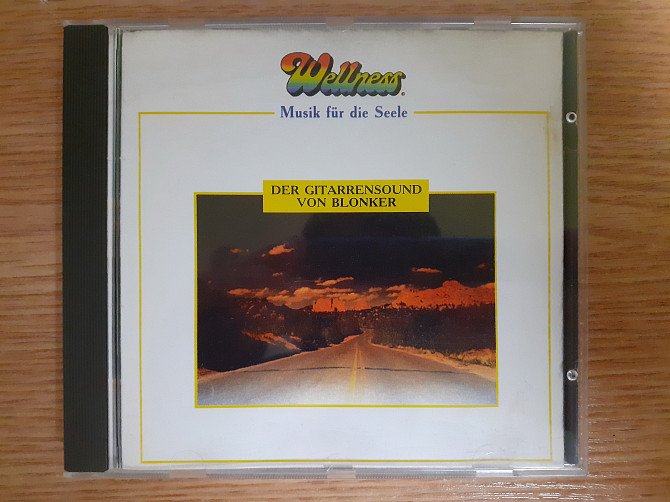 Wellness®
Musik für die Seele
DER GITARRENSOUND
VON BLONKER